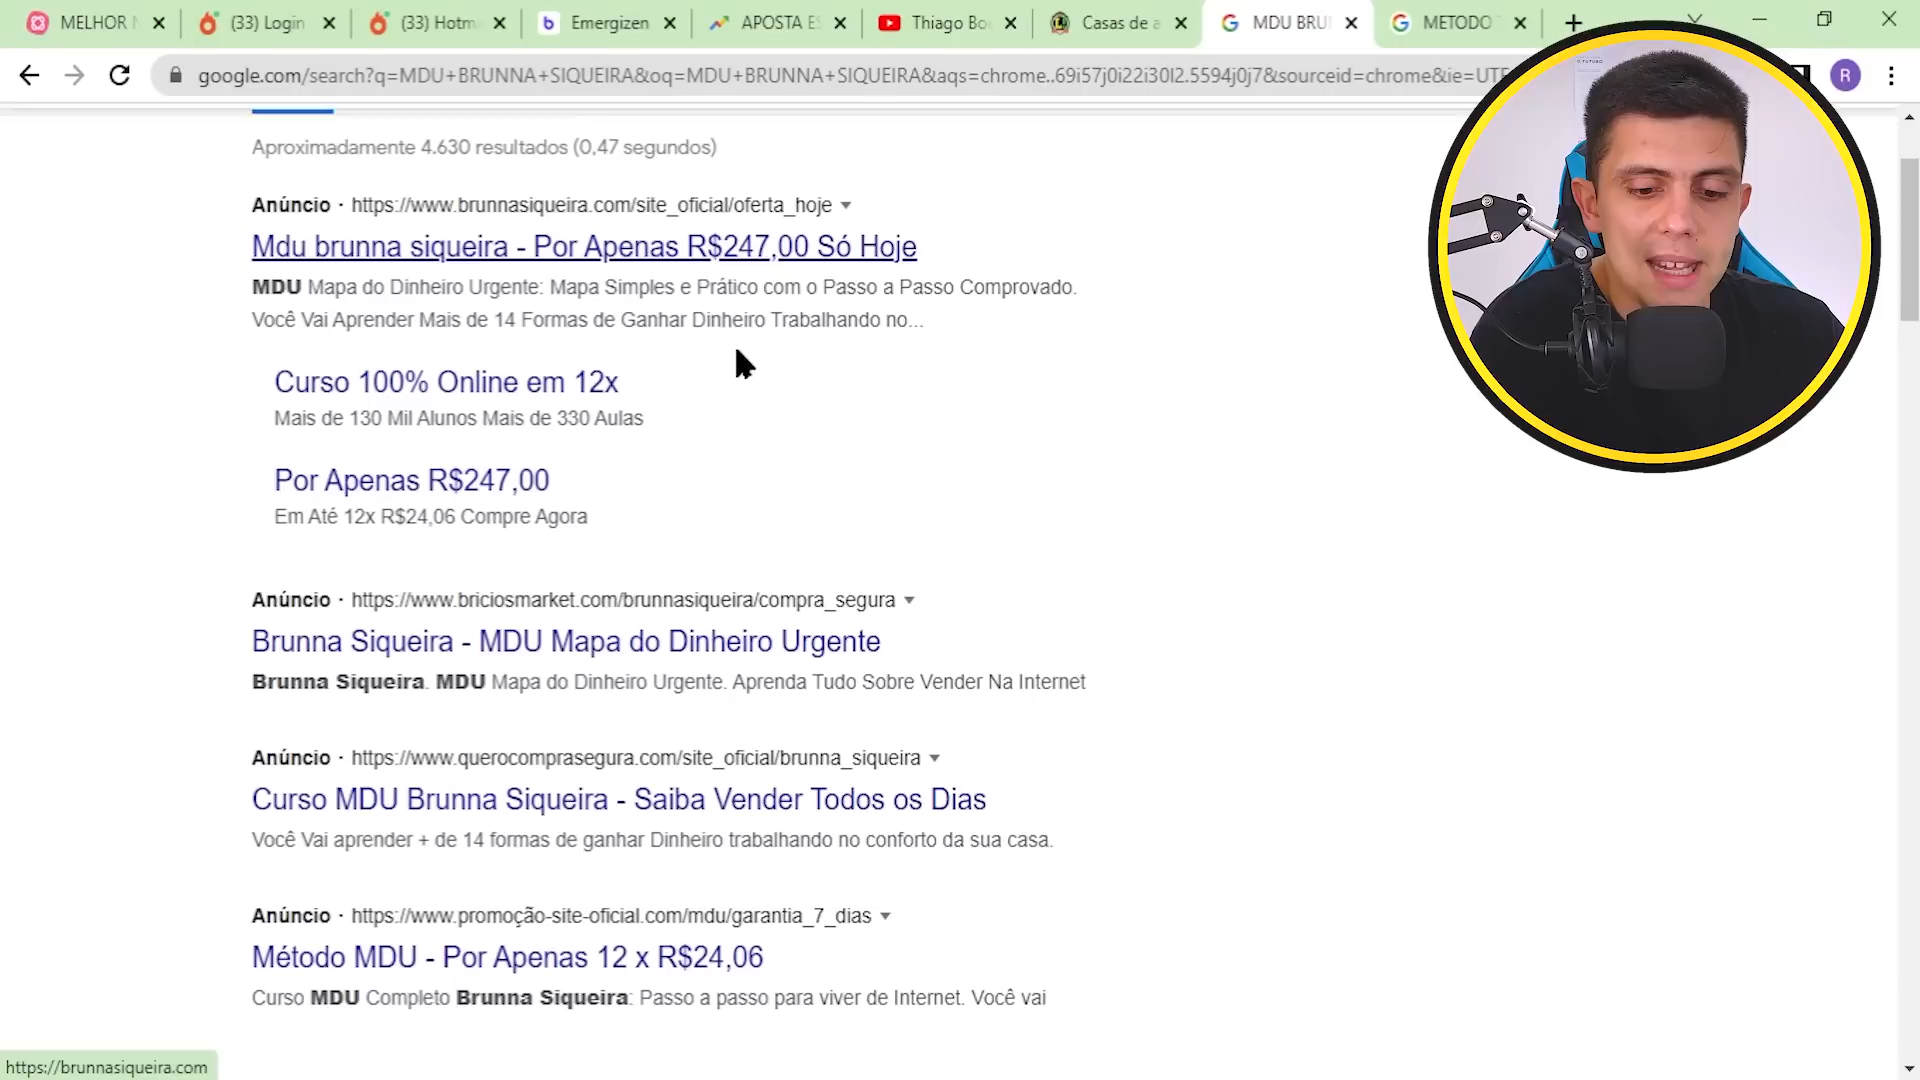 MELHOR
(33) Login
(33) Hotm
Emergizen
APOSTA ES
Thiago Bo
Casas de a
MDU BRUN
METODO
google.com/search?q=MDU+BRUNNA+SIQUEIRA&oq=MDU+BRUNNA+SIQUEIRA&aqs=chrome..69i57j0i22i30l2.5594j0j7&sourceid=chrome&ie=UTF
R
Aproximadamente 4.630 resultados (0,47 segundos)
Anúncio · https://www.brunnasiqueira.com/site_oficial/oferta_hoje
Mdu brunna siqueira - Por Apenas R$247,00 Só Hoje
MDU Mapa do Dinheiro Urgente: Mapa Simples e Prático com o Passo a Passo Comprovado.
Você Vai Aprender Mais de 14 Formas de Ganhar Dinheiro Trabalhando no...
Curso 100% Online em 12x
Mais de 130 Mil Alunos Mais de 330 Aulas
Por Apenas R$247,00
Em Até 12x R$24,06 Compre Agora
Anúncio · https://www.briciosmarket.com/brunnasiqueira/compra_segura
Brunna Siqueira - MDU Mapa do Dinheiro Urgente
Brunna Siqueira. MDU Mapa do Dinheiro Urgente. Aprenda Tudo Sobre Vender Na Internet
Anúncio · https://www.querocomprasegura.com/site_oficial/brunna_siqueira
Curso MDU Brunna Siqueira - Saiba Vender Todos os Dias
Você Vai aprender + de 14 formas de ganhar Dinheiro trabalhando no conforto da sua casa.
Anúncio · https://www.promoção-site-oficial.com/mdu/garantia_7_dias
Método MDU - Por Apenas 12 x R$24,06
Curso MDU Completo Brunna Siqueira: Passo a passo para viver de Internet. Você vai
https://brunnasiqueira.com